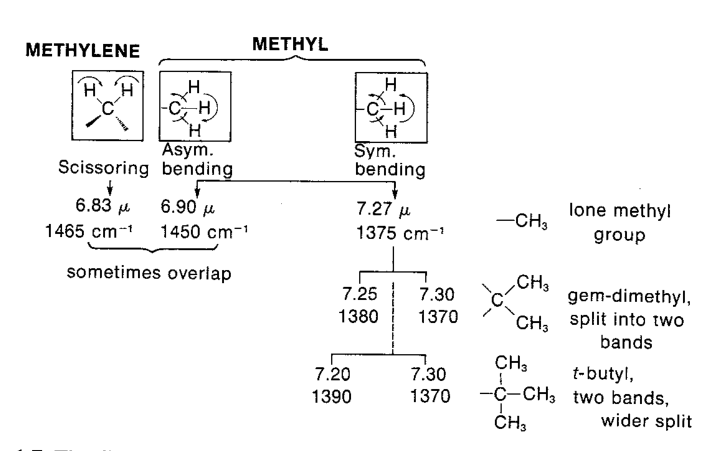 METHYLENE
METHYL
H H
C
H
-C-H
H
H
-C-H
H
Scissoring
Asym.
bending
Sym.
bending
6.83 μ
6.90 μ
7.27 μ
1465 cm⁻¹
1450 cm⁻¹
1375 cm⁻¹
sometimes overlap
—CH₃
lone methyl
group
7.25
7.30
1380
1370
CH₃
C
CH₃
gem-dimethyl,
split into two
bands
7.20
7.30
1390
1370
CH₃
—C—CH₃
CH₃
t-butyl,
two bands,
wider split